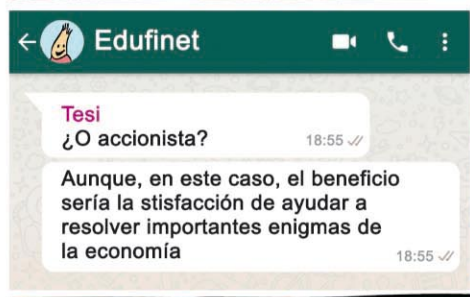 Edufinet
Tesi
¿O accionista?
18:55
Aunque, en este caso, el beneficio
sería la stisfacción de ayudar a
resolver importantes enigmas de
la economía
18:55